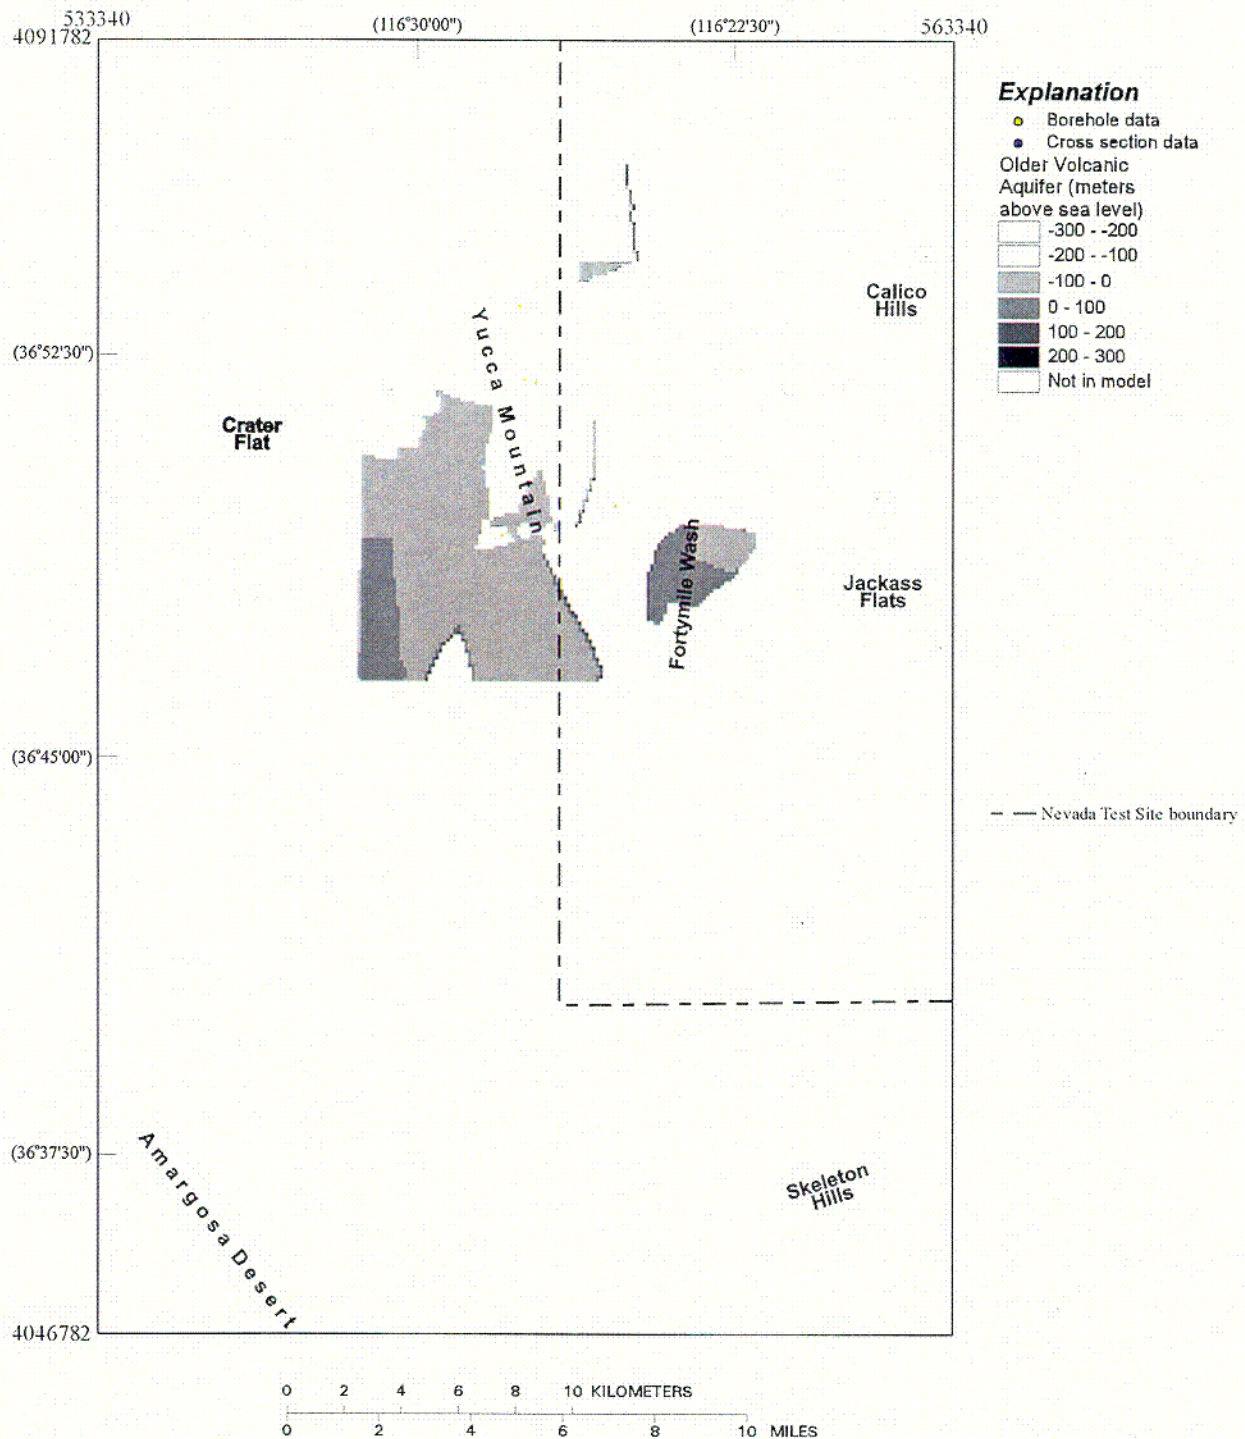 533340
(116°30'00")
(116°22'30")
563340
4091782
Explanation
Borehole data
Cross section data
Older Volcanic
Aquifer (meters
above sea level)
-300 - -200
-200 - -100
-100 - 0
0 - 100
100 - 200
200 - 300
Not in model
Calico
Hills
Yucca Mountain
(36°52'30")
Crater
Flat
Fortymile Wash
Jackass
Flats
(36°45'00")
Nevada Test Site boundary
(36°37'30")
Amargosa Desert
Skeleton
Hills
4046782
0 2 4 6 8 10 KILOMETERS
0 2 4 6 8 10 MILES